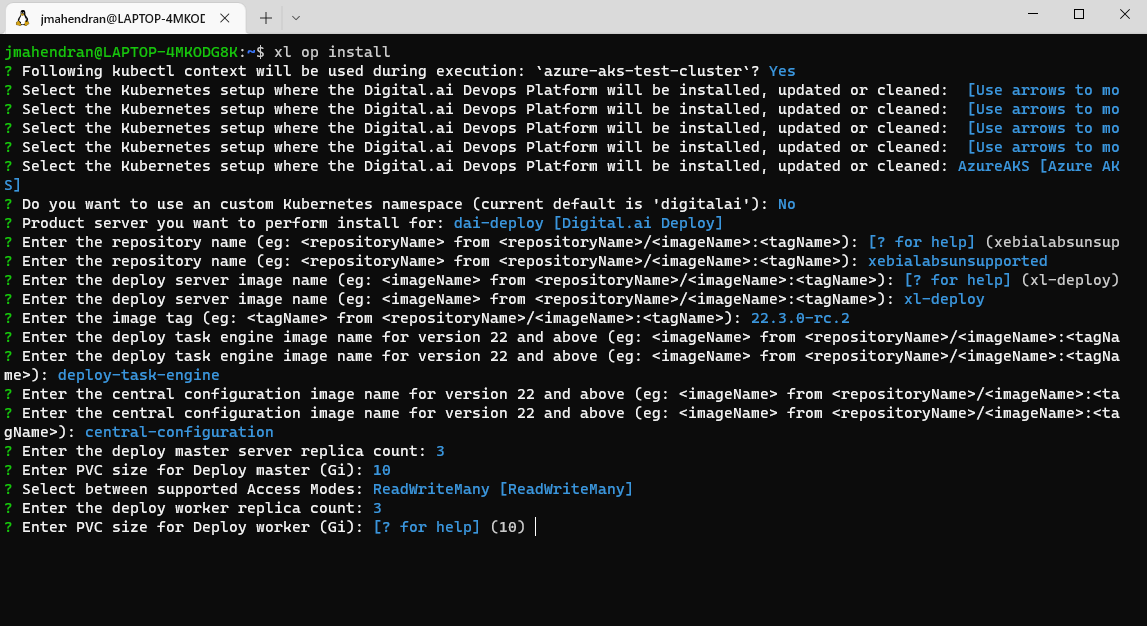 jmahendran@LAPTOP-4MKOD
jmahendran@LAPTOP-4MKODG8K:~$ xl op install
? Following kubectl context will be used during execution: `azure-aks-test-cluster`? Yes
? Select the Kubernetes setup where the Digital.ai Devops Platform will be installed, updated or cleaned:  [Use arrows to mo
? Select the Kubernetes setup where the Digital.ai Devops Platform will be installed, updated or cleaned:  [Use arrows to mo
? Select the Kubernetes setup where the Digital.ai Devops Platform will be installed, updated or cleaned:  [Use arrows to mo
? Select the Kubernetes setup where the Digital.ai Devops Platform will be installed, updated or cleaned:  [Use arrows to mo
? Select the Kubernetes setup where the Digital.ai Devops Platform will be installed, updated or cleaned: AzureAKS [Azure AK
S]
? Do you want to use an custom Kubernetes namespace (current default is 'digitalai'): No
? Product server you want to perform install for: dai-deploy [Digital.ai Deploy]
? Enter the repository name (eg: <repositoryName> from <repositoryName>/<imageName>:<tagName>): [? for help] (xebialabsunsup
? Enter the repository name (eg: <repositoryName> from <repositoryName>/<imageName>:<tagName>): xebialabsunsupported
? Enter the deploy server image name (eg: <imageName> from <repositoryName>/<imageName>:<tagName>): [? for help] (xl-deploy)
? Enter the deploy server image name (eg: <imageName> from <repositoryName>/<imageName>:<tagName>): xl-deploy
? Enter the image tag (eg: <tagName> from <repositoryName>/<imageName>:<tagName>): 22.3.0-rc.2
? Enter the deploy task engine image name for version 22 and above (eg: <imageName> from <repositoryName>/<imageName>:<tagNa
? Enter the deploy task engine image name for version 22 and above (eg: <imageName> from <repositoryName>/<imageName>:<tagNa
me>): deploy-task-engine
? Enter the central configuration image name for version 22 and above (eg: <imageName> from <repositoryName>/<imageName>:<ta
? Enter the central configuration image name for version 22 and above (eg: <imageName> from <repositoryName>/<imageName>:<ta
gName>): central-configuration
? Enter the deploy master server replica count: 3
? Enter PVC size for Deploy master (Gi): 10
? Select between supported Access Modes: ReadWriteMany [ReadWriteMany]
? Enter the deploy worker replica count: 3
? Enter PVC size for Deploy worker (Gi): [? for help] (10)